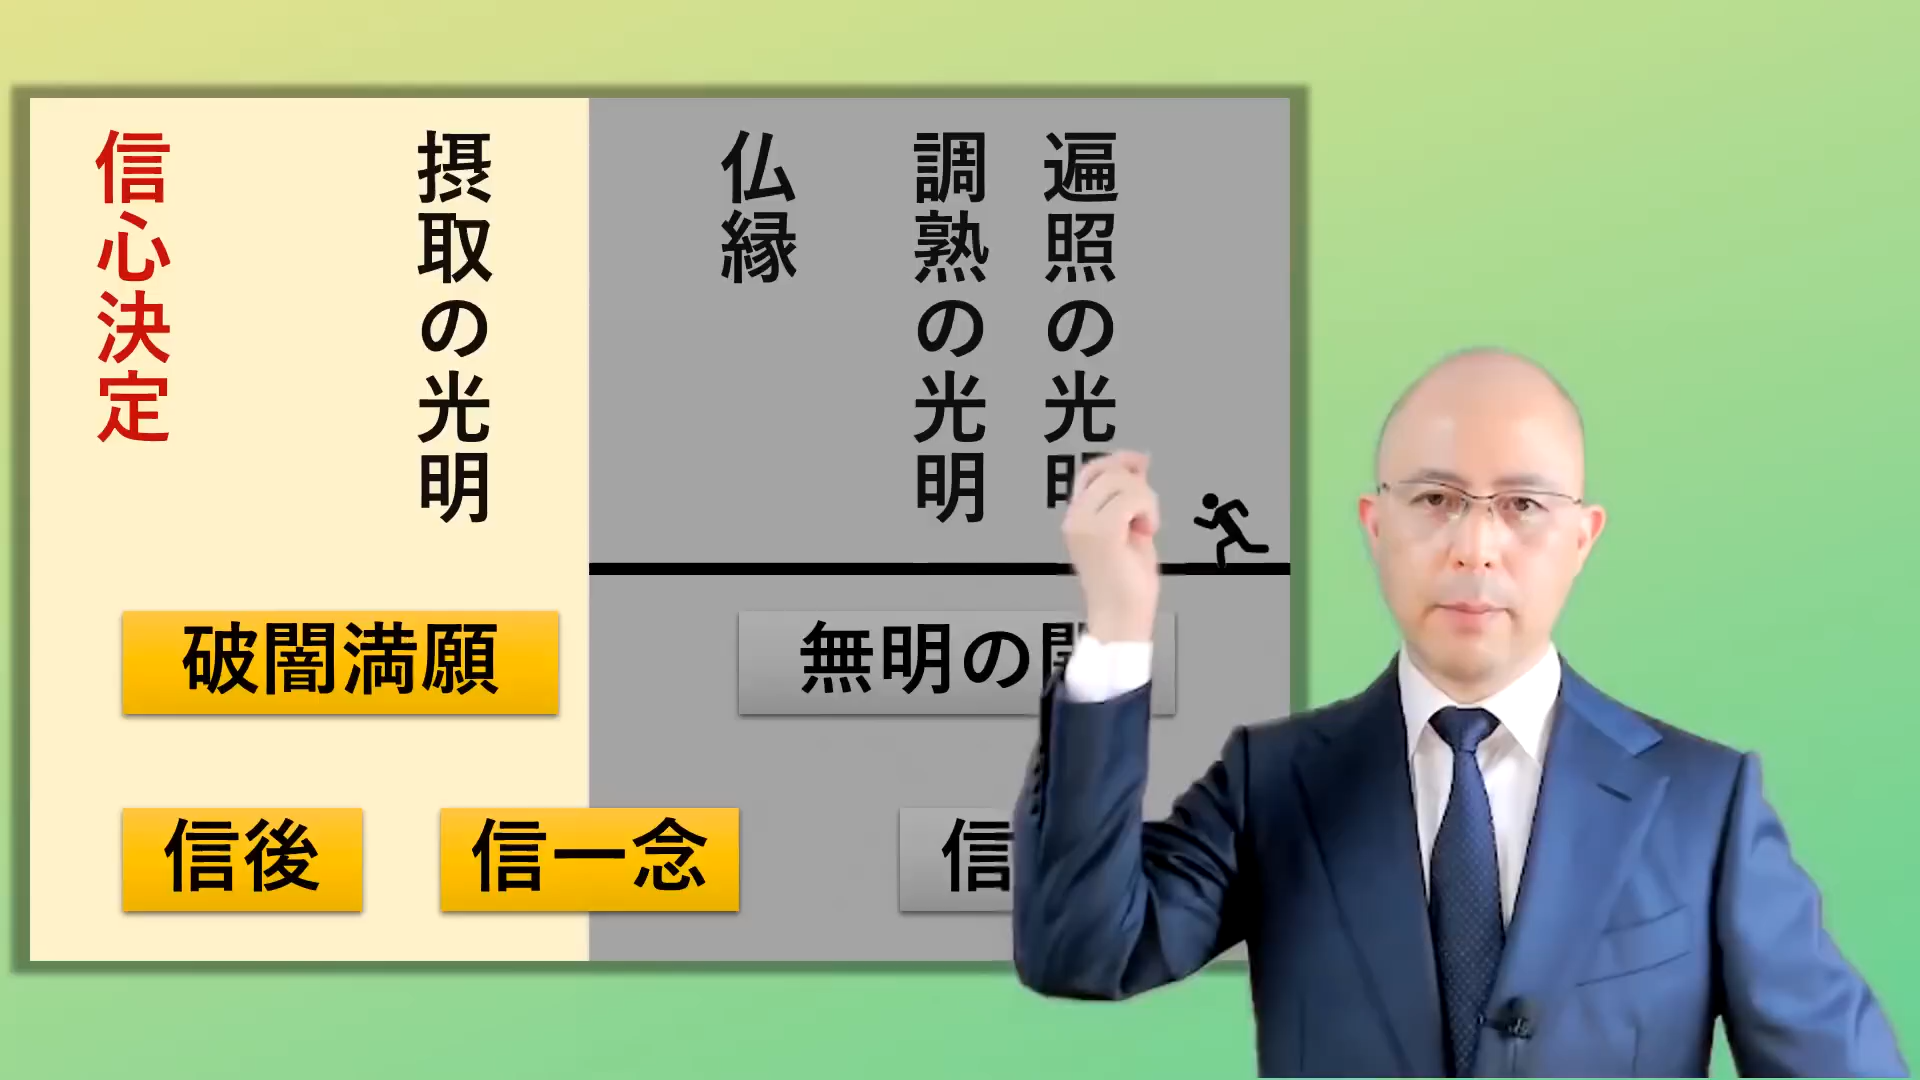 遍照の光明
調熟の光明
仏縁
摂取の光明
信心決定
無明の
破闇満願
信
信一念
信後